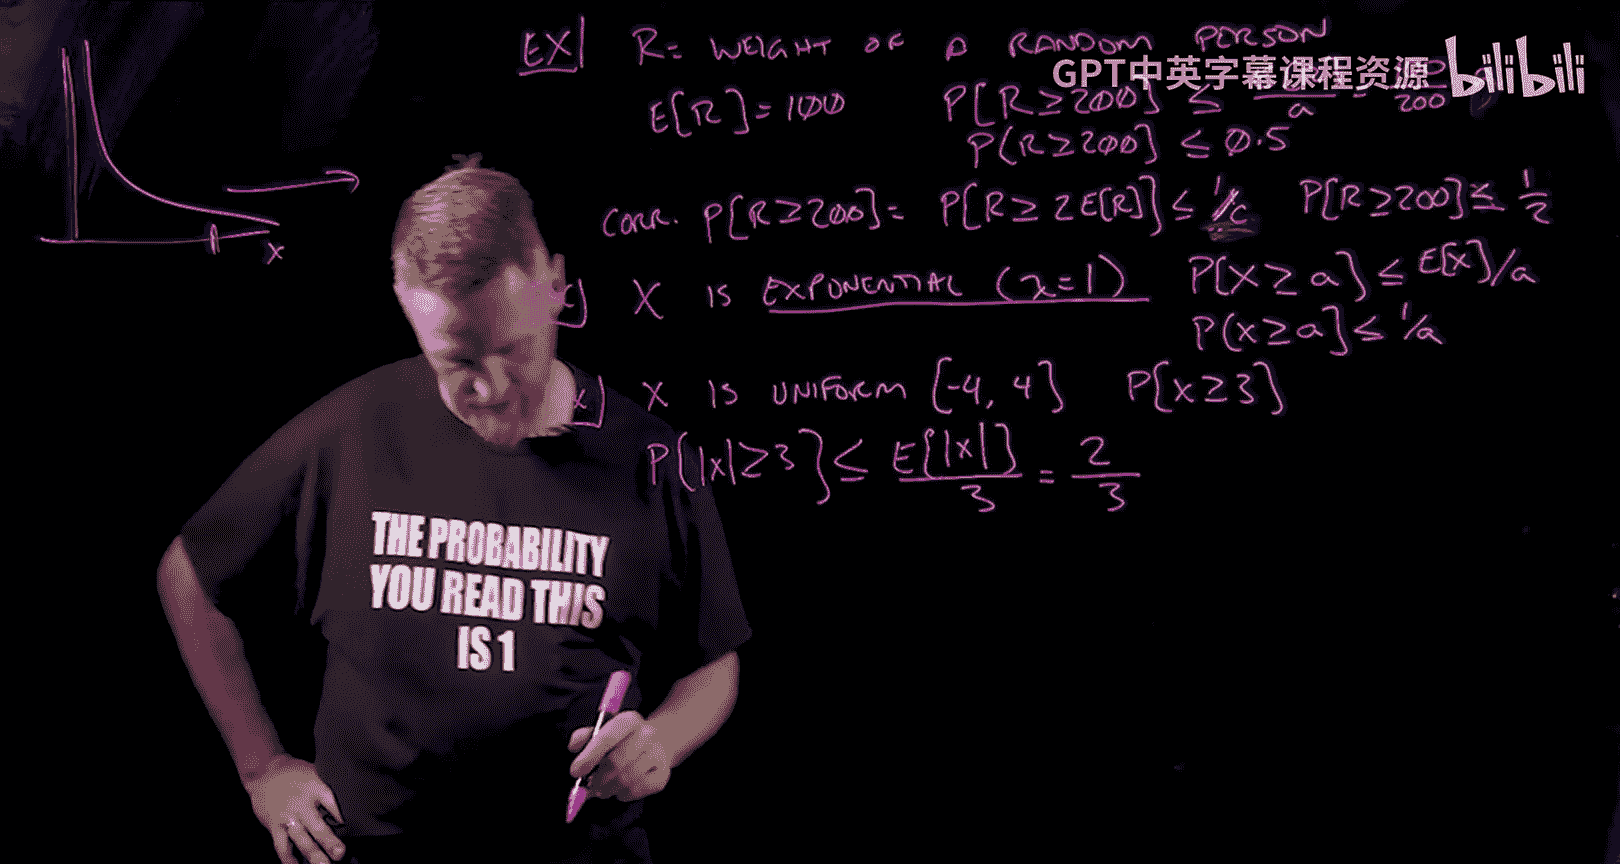 EX| R= WEIGHT OF A RANDOM PERSON
GPT中英字幕课程资源 bilibili
E[R]=100 P[R≥200] ≤ /a 200
P[R≥200] ≤ 0.5
CORR. P[R≥200]= P[R≥ 2E[R]] ≤ 1/c P[R≥200] ≤ 1/2
X IS EXPONENTIAL (λ=1) P[X≥a] ≤ E[X]/a
P[X≥a] ≤ 1/a
x
X IS UNIFORM [-4, 4] P[X≥3]
P[|X|≥3] ≤ E[|X|]/3 = 2/3
THE PROBABILITY
YOU READ THIS
IS 1